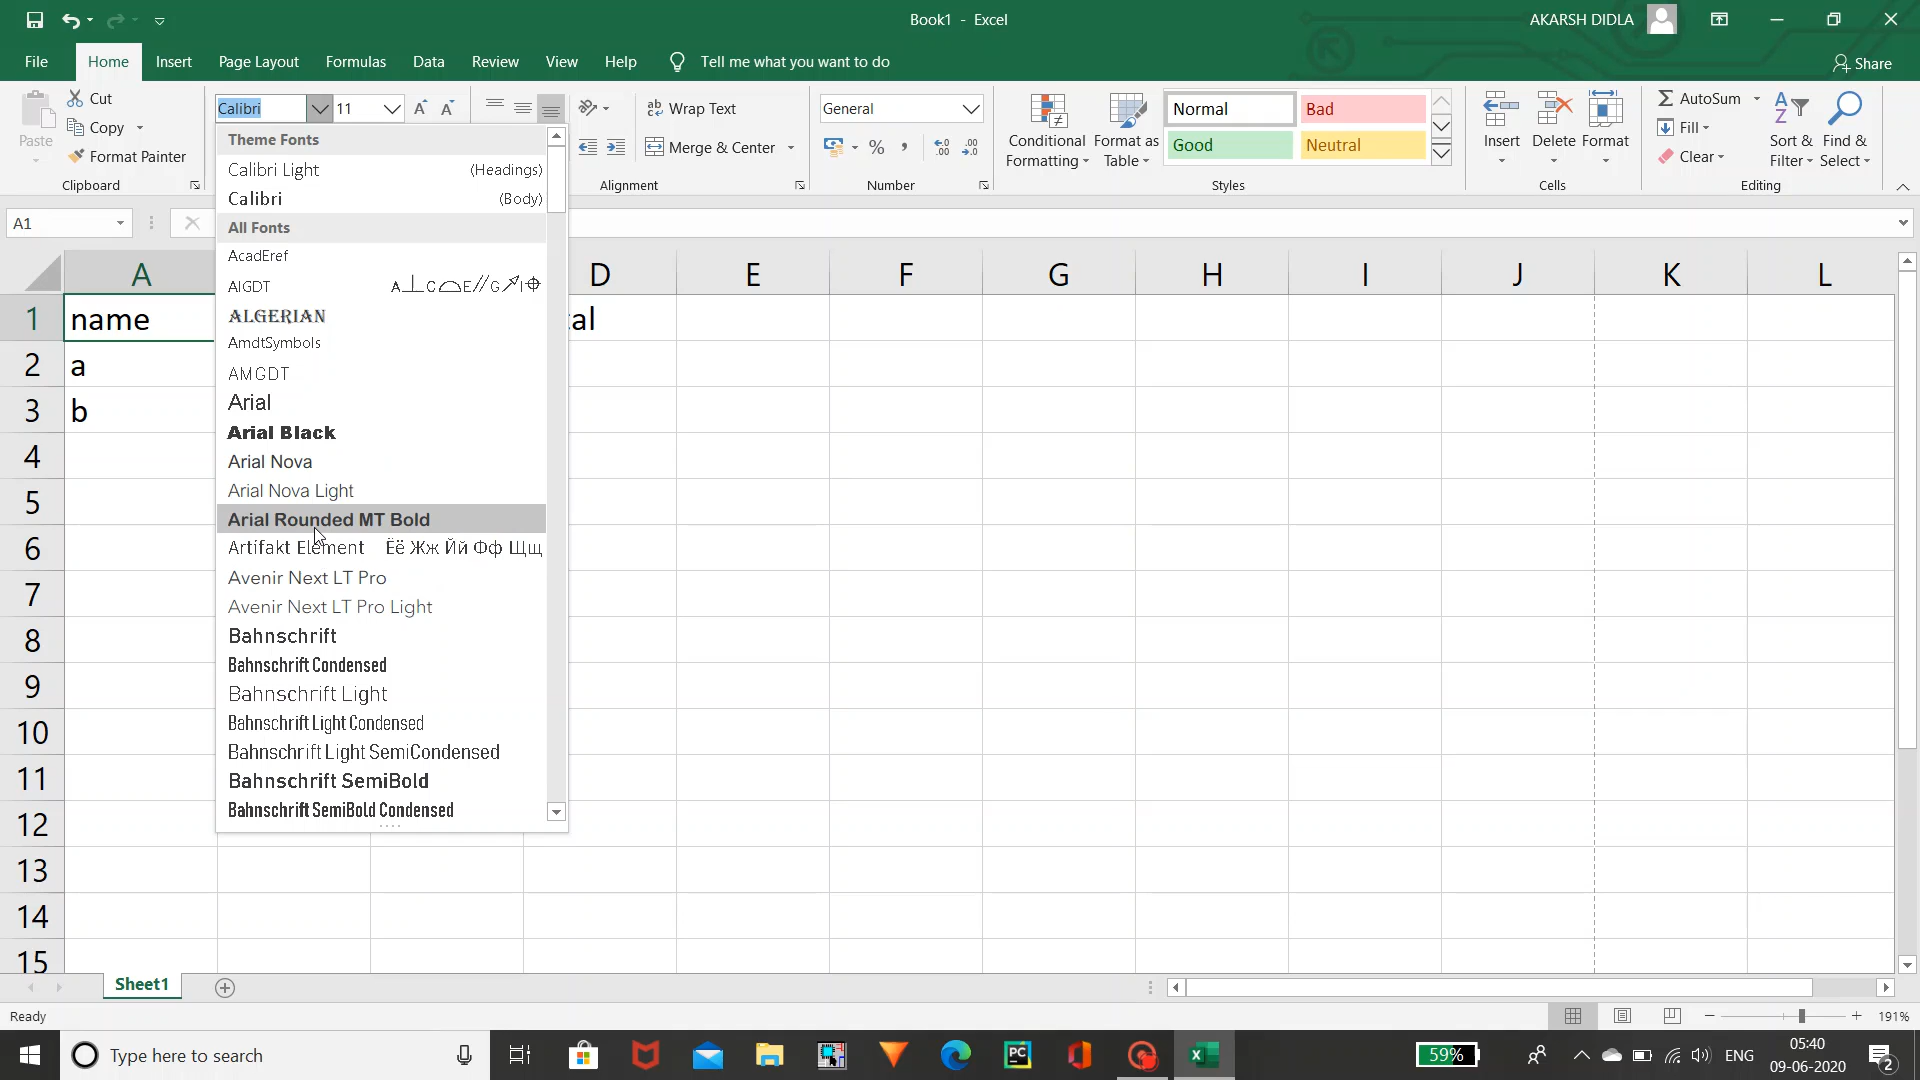 Book1 - Excel
AKARSH DIDLA
File Home Insert Page Layout Formulas Data Review View Help Tell me what you want to do
Share
Paste
Cut
Copy
Format Painter
Clipboard
Calibri 11
Wrap Text
Merge & Center
Alignment
General
%
Number
Conditional Formatting
Format as Table
Normal Bad
Good Neutral
Styles
Insert Delete Format
Cells
AutoSum
Fill
Clear
Sort & Filter
Find & Select
Editing
A1
Theme Fonts
Calibri Light (Headings)
Calibri (Body)
All Fonts
AcadEref
AIGDT
ALGERIAN
AmdtSymbols
AMGDT
Arial
Arial Black
Arial Nova
Arial Nova Light
Arial Rounded MT Bold
Artifakt Element Ëё Жж Йй Фф Щщ
Avenir Next LT Pro
Avenir Next LT Pro Light
Bahnschrift
Bahnschrift Condensed
Bahnschrift Light
Bahnschrift Light Condensed
Bahnschrift Light SemiCondensed
Bahnschrift SemiBold
Bahnschrift SemiBold Condensed
A D E F G H I J K L
1 name tal
2 a
3 b
4
5
6
7
8
9
10
11
12
13
14
15
Sheet1
Ready
191%
Type here to search
PC
59%
ENG
05:40
09-06-2020
2